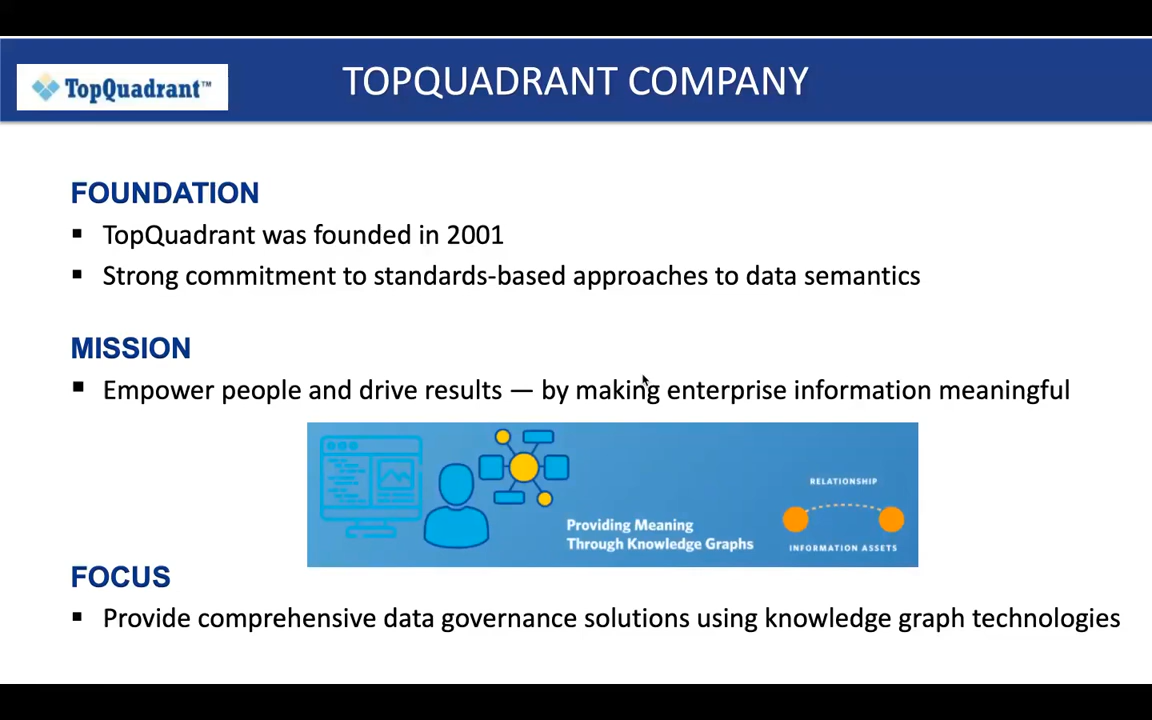 TopQuadrant™
TOPQUADRANT COMPANY
FOUNDATION
▪ TopQuadrant was founded in 2001
▪ Strong commitment to standards-based approaches to data semantics
MISSION
▪ Empower people and drive results — by making enterprise information meaningful
Providing Meaning
Through Knowledge Graphs
RELATIONSHIP
INFORMATION ASSETS
FOCUS
▪ Provide comprehensive data governance solutions using knowledge graph technologies